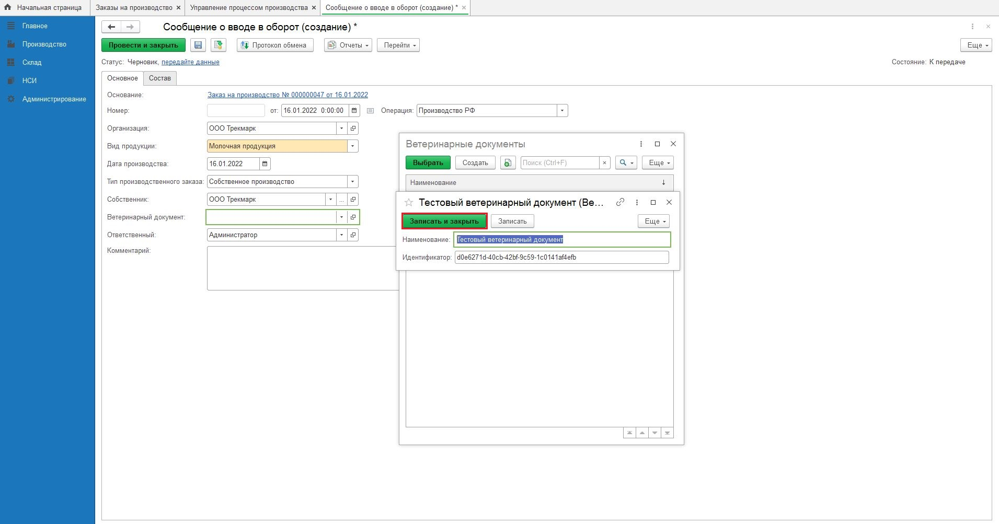 Начальная страница
Заказы на производство ×
Управление процессом производства ×
Сообщение о вводе в оборот (создание) * ×
Главное
Производство
Склад
НСИ
Администрирование
Сообщение о вводе в оборот (создание) *
Провести и закрыть
Протокол обмена
Отчеты
Перейти
Еще
Статус: Черновик, передайте данные
Состояние: К передаче
Основное
Состав
Основание: Заказ на производство № 000000047 от 16.01.2022
Номер: от: 16.01.2022 0:00:00 Операция: Производство РФ
Организация: ООО Трекмарк
Вид продукции: Молочная продукция
Дата производства: 16.01.2022
Тип производственного заказа: Собственное производство
Собственник: ООО Трекмарк ...
Ветеринарный документ:
Ответственный: Администратор
Комментарий:
Ветеринарные документы
Выбрать
Создать
Поиск (Ctrl+F) ×
Еще
Наименование
Тестовый ветеринарный документ (Ве...
Записать и закрыть
Записать
Еще
Наименование: Тестовый ветеринарный документ
Идентификатор: d0e6271d-40cb-42bf-9c59-1c0141af4efb